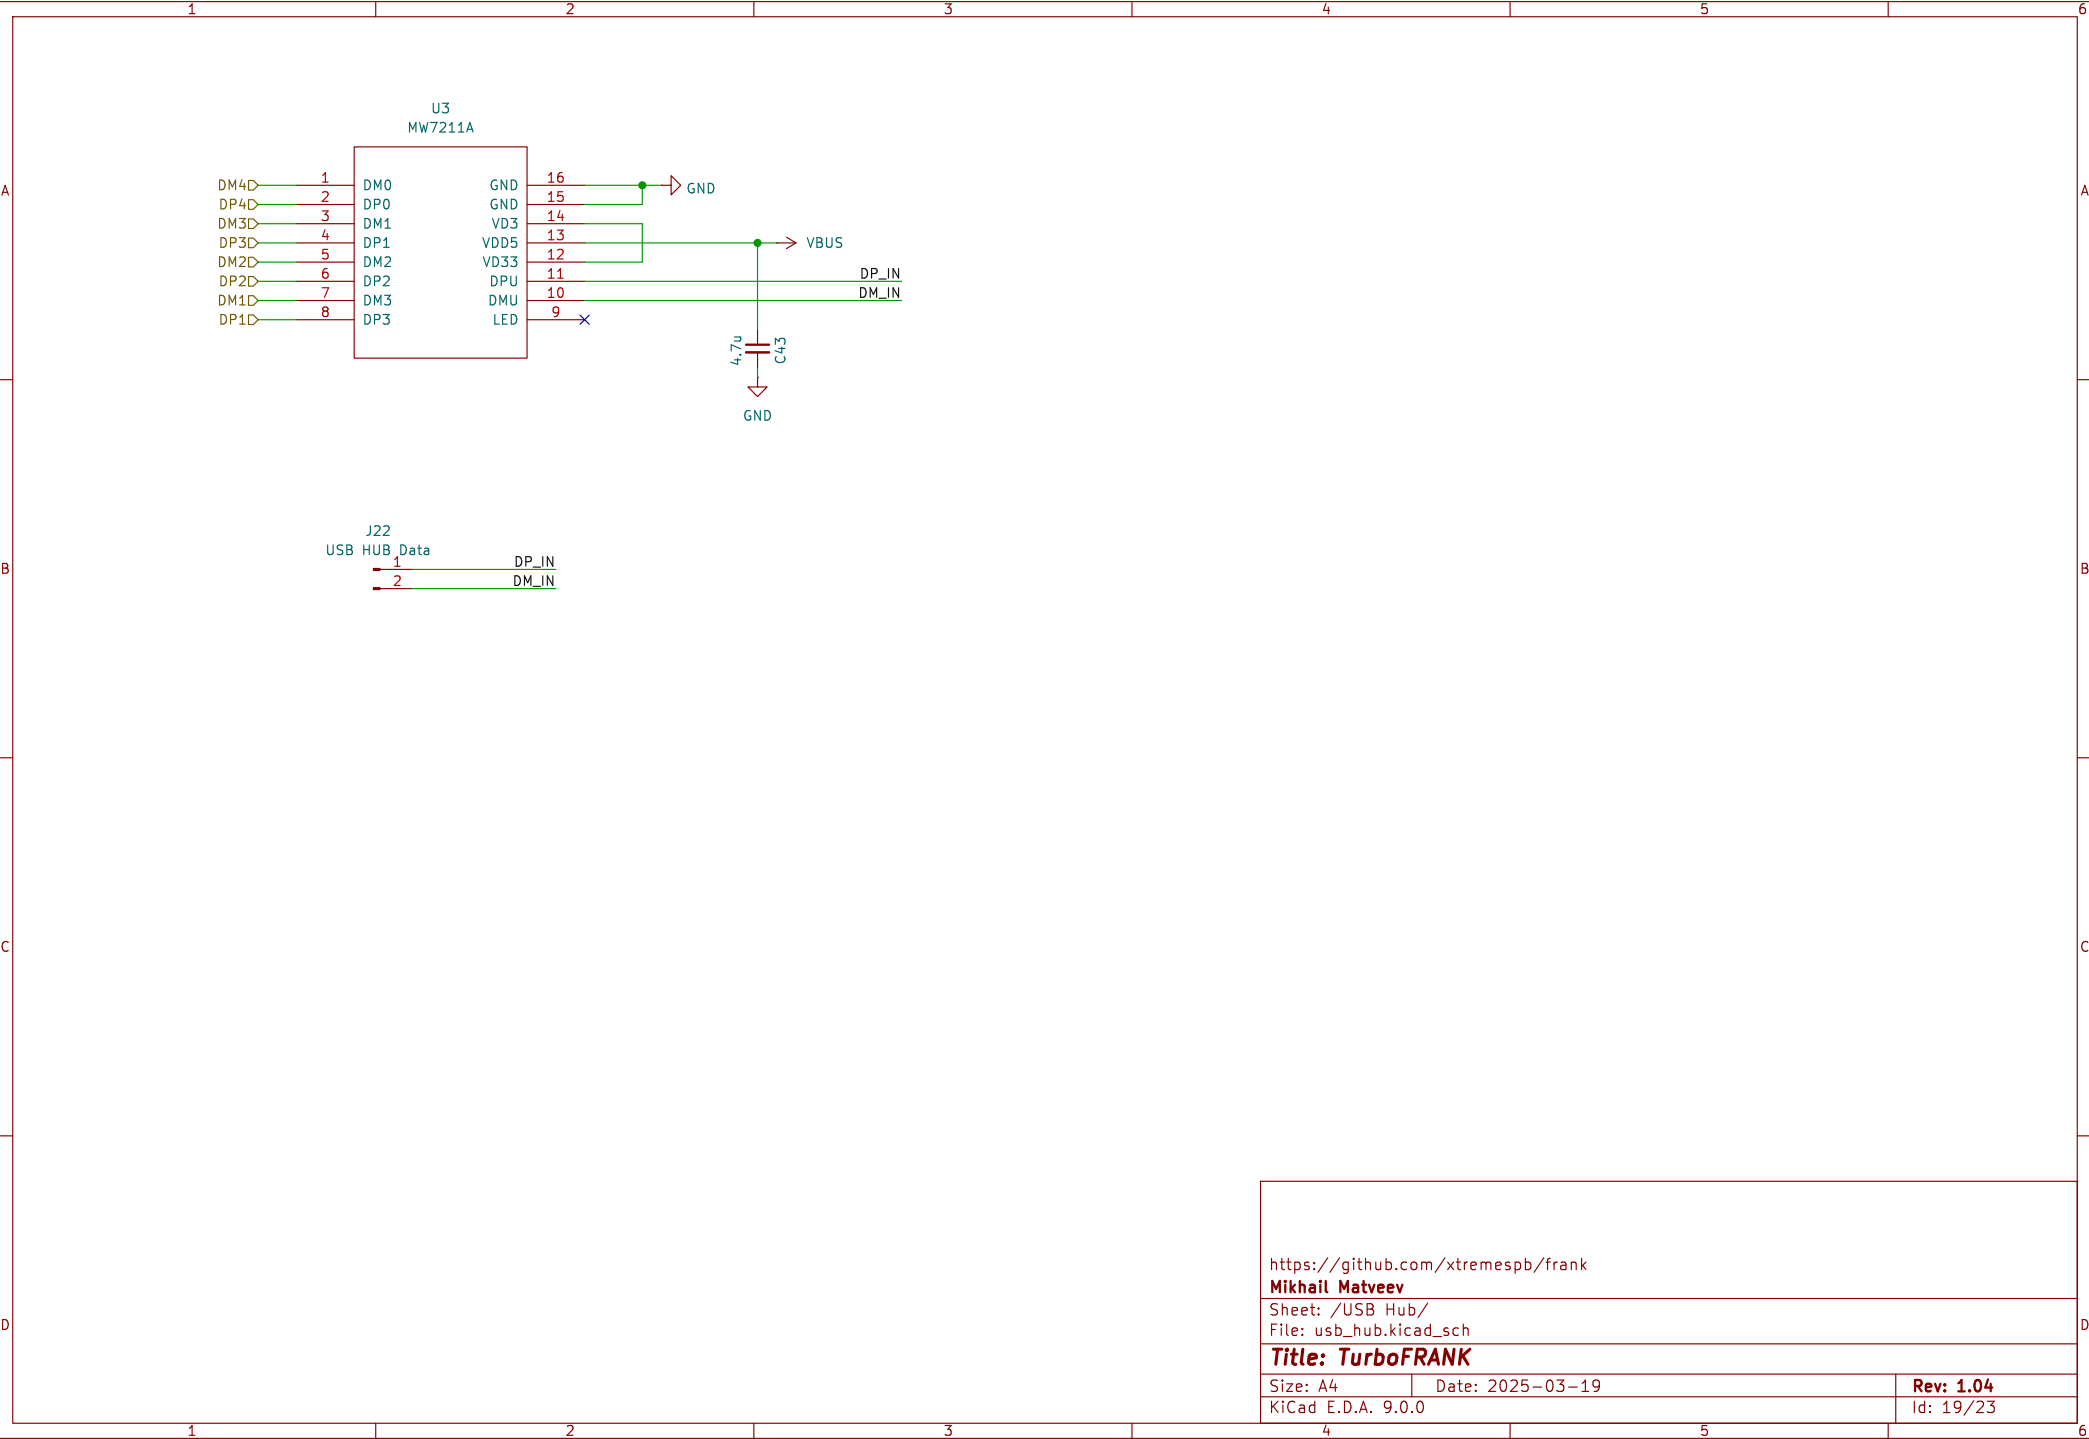 1 2 3 4 5 6
A A
B B
C C
D D
U3
MW7211A
DM4 1 DM0 GND 16 GND
DP4 2 DP0 GND 15
DM3 3 DM1 VD3 14
DP3 4 DP1 VDD5 13 VBUS
DM2 5 DM2 VD33 12
DP2 6 DP2 DPU 11 DP_IN
DM1 7 DM3 DMU 10 DM_IN
DP1 8 DP3 LED 9
4.7u C43
GND
J22
USB HUB Data
1 DP_IN
2 DM_IN
https://github.com/xtremespb/frank
Mikhail Matveev
Sheet: /USB Hub/
File: usb_hub.kicad_sch
Title: TurboFRANK
Size: A4 Date: 2025-03-19 Rev: 1.04
KiCad E.D.A. 9.0.0 Id: 19/23
1 2 3 4 5 6